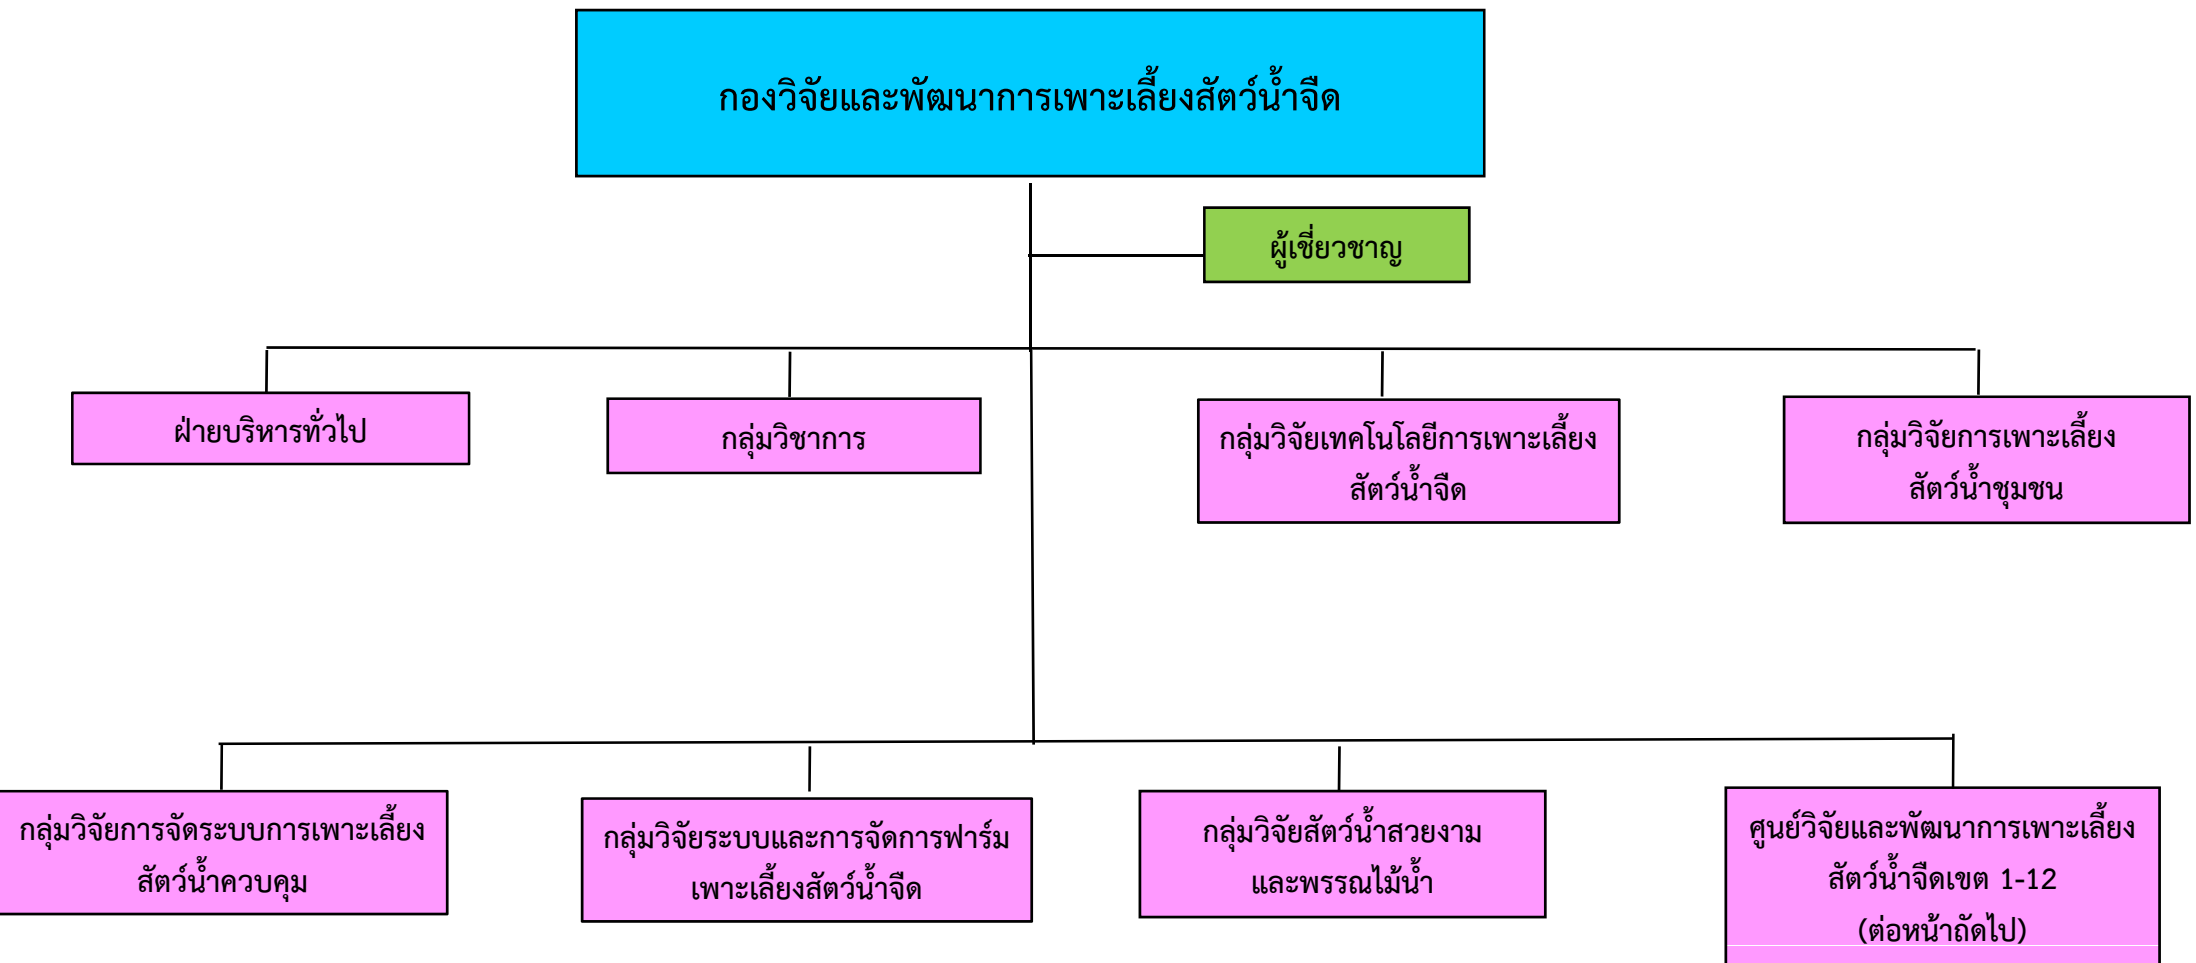 กองวิจัยและพัฒนาการเพาะเลี้ยงสัตว์น้ำจืด
ผู้เชี่ยวชาญ
ฝ่ายบริหารทั่วไป
กลุ่มวิชาการ
กลุ่มวิจัยเทคโนโลยีการเพาะเลี้ยง
สัตว์น้ำจืด
กลุ่มวิจัยการเพาะเลี้ยง
สัตว์น้ำชุมชน
กลุ่มวิจัยการจัดระบบการเพาะเลี้ยง
สัตว์น้ำควบคุม
กลุ่มวิจัยระบบและการจัดการฟาร์ม
เพาะเลี้ยงสัตว์น้ำจืด
กลุ่มวิจัยสัตว์น้ำสวยงาม
และพรรณไม้น้ำ
ศูนย์วิจัยและพัฒนาการเพาะเลี้ยง
สัตว์น้ำจืดเขต 1-12
(ต่อหน้าถัดไป)